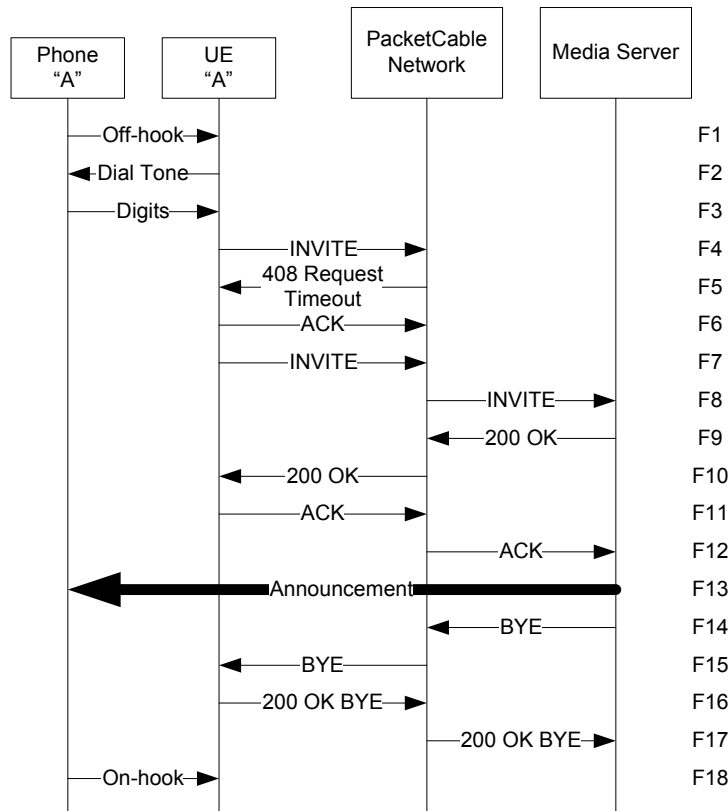 Phone
“A”
UE
“A”
PacketCable
Network
Media Server
Off-hook F1
Dial Tone F2
Digits F3
INVITE F4
408 Request
Timeout F5
ACK F6
INVITE F7
INVITE F8
200 OK F9
200 OK F10
ACK F11
ACK F12
Announcement F13
BYE F14
BYE F15
200 OK BYE F16
200 OK BYE F17
On-hook F18